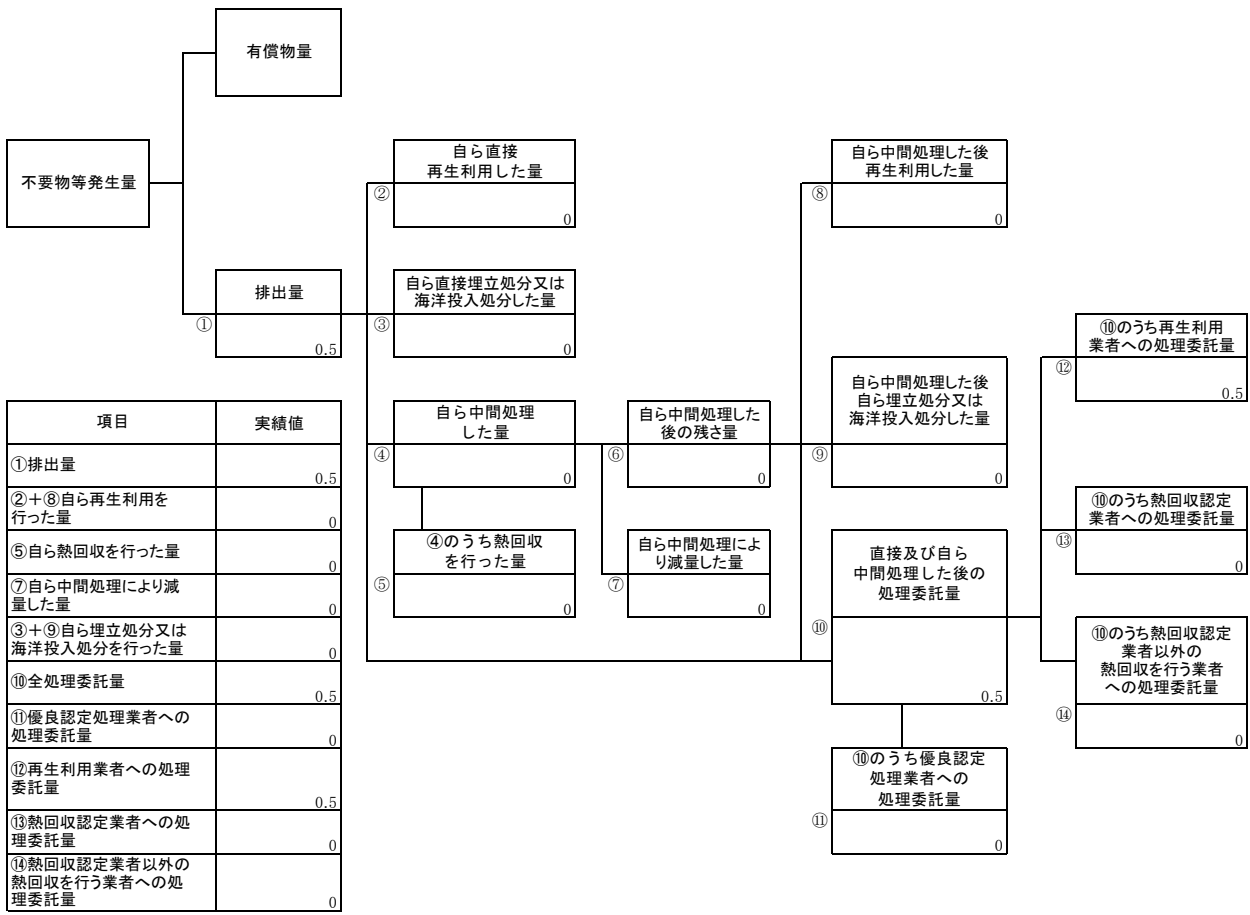 有償物量
不要物等発生量
自ら直接
再生利用した量
②
0
自ら中間処理した後
再生利用した量
⑧
0
排出量
①
0.5
自ら直接埋立処分又は
海洋投入処分した量
③
0
⑩のうち再生利用
業者への処理委託量
⑫
0.5
自ら中間処理した後
自ら埋立処分又は
海洋投入処分した量
⑨
0
自ら中間処理
した量
④
0
自ら中間処理した
後の残さ量
⑥
0
④のうち熱回収
を行った量
⑤
0
自ら中間処理によ
り減量した量
⑦
0
直接及び自ら
中間処理した後の
処理委託量
⑩
0.5
⑩のうち熱回収認定
業者への処理委託量
⑬
0
⑩のうち熱回収認定
業者以外の
熱回収を行う業者
への処理委託量
⑭
0
⑩のうち優良認定
処理業者への
処理委託量
⑪
0
項目 実績値
①排出量 0.5
②＋⑧自ら再生利用を
行った量 0
⑤自ら熱回収を行った量 0
⑦自ら中間処理により減
量した量 0
③＋⑨自ら埋立処分又は
海洋投入処分を行った量 0
⑩全処理委託量 0.5
⑪優良認定処理業者への
処理委託量 0
⑫再生利用業者への処理
委託量 0.5
⑬熱回収認定業者への処
理委託量 0
⑭熱回収認定業者以外の
熱回収を行う業者への処
理委託量 0